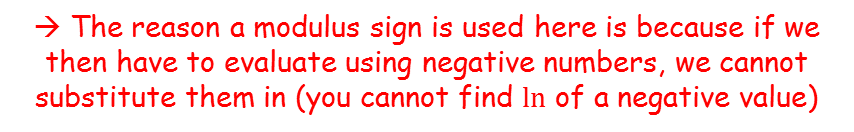 → The reason a modulus sign is used here is because if we
then have to evaluate using negative numbers, we cannot
substitute them in (you cannot find ln of a negative value)